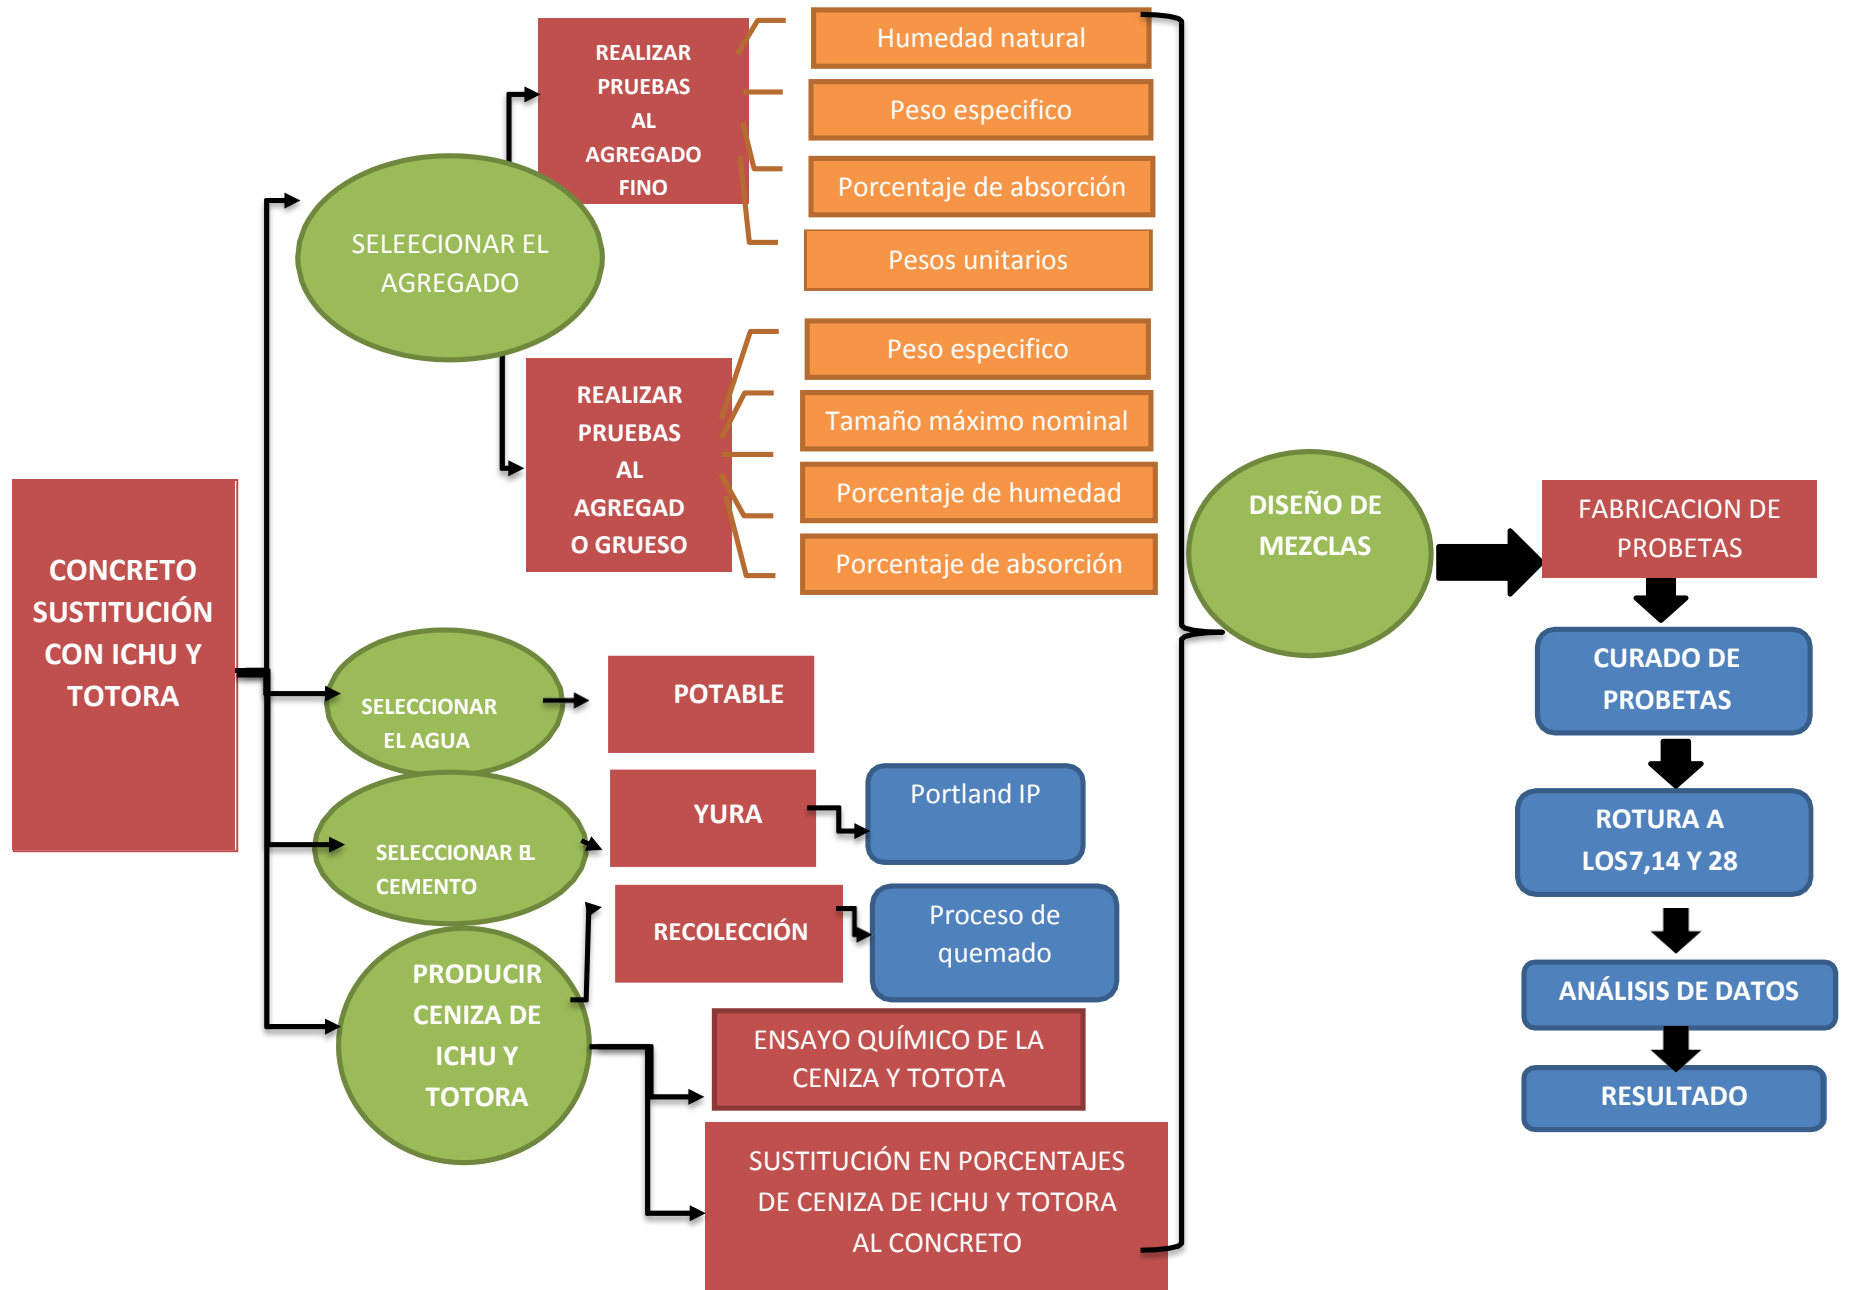 CONCRETO
SUSTITUCIÓN
CON ICHU Y
TOTORA
SELEECIONAR EL
AGREGADO
REALIZAR
PRUEBAS
AL
AGREGADO
FINO
Humedad natural
Peso especifico
Porcentaje de absorción
Pesos unitarios
REALIZAR
PRUEBAS
AL
AGREGAD
O GRUESO
Peso especifico
Tamaño máximo nominal
Porcentaje de humedad
Porcentaje de absorción
SELECCIONAR
EL AGUA
POTABLE
SELECCIONAR EL
CEMENTO
YURA
Portland IP
PRODUCIR
CENIZA DE
ICHU Y
TOTORA
RECOLECCIÓN
Proceso de
quemado
ENSAYO QUÍMICO DE LA
CENIZA Y TOTOTA
SUSTITUCIÓN EN PORCENTAJES
DE CENIZA DE ICHU Y TOTORA
AL CONCRETO
DISEÑO DE
MEZCLAS
FABRICACION DE
PROBETAS
CURADO DE
PROBETAS
ROTURA A
LOS7,14 Y 28
ANÁLISIS DE DATOS
RESULTADO